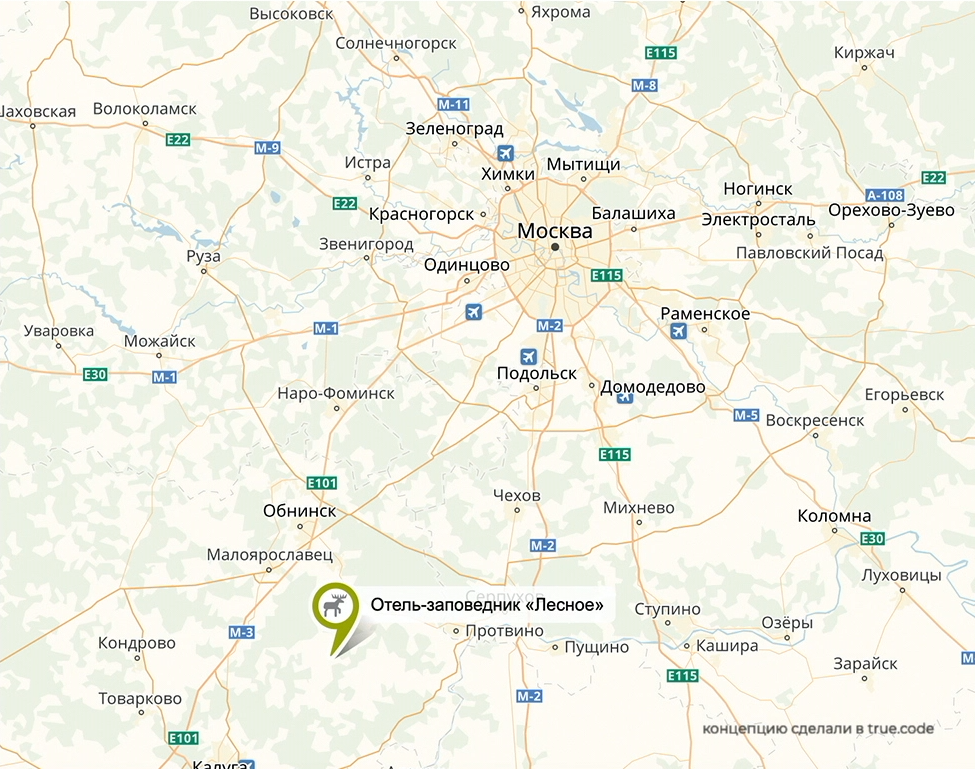 Высоковск
Яхрома
Солнечногорск
E115
Киржач
М-8
М-11
Шаховская
Волоколамск
Зеленоград
E22
М-9
Истра
Химки
Мытищи
E22
Ногинск
А-108
E22
Красногорск
Балашиха
Электросталь
Орехово-Зуево
Москва
Звенигород
Павловский Посад
Руза
Одинцово
E115
Раменское
Уваровка
М-1
М-2
Можайск
E30
М-1
Подольск
Домодедово
Наро-Фоминск
Егорьевск
М-5
Воскресенск
E115
E101
Чехов
Обнинск
Михнево
Коломна
М-2
E30
Малоярославец
Луховицы
Серпухов
Отель-заповедник «Лесное»
Ступино
Озёры
М-3
Протвино
Кондрово
Пущино
Кашира
Зарайск
E115
Товарково
М-2
концепцию сделали в true.code
E101
Калуга